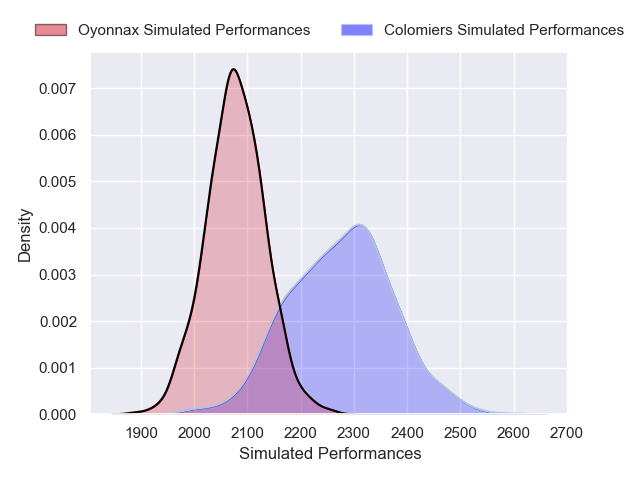 Oyonnax Simulated Performances
Colomiers Simulated Performances
Density
0.007
0.006
0.005
0.004
0.003
0.002
0.001
0.000
1900 2000 2100 2200 2300 2400 2500 2600 2700
Simulated Performances